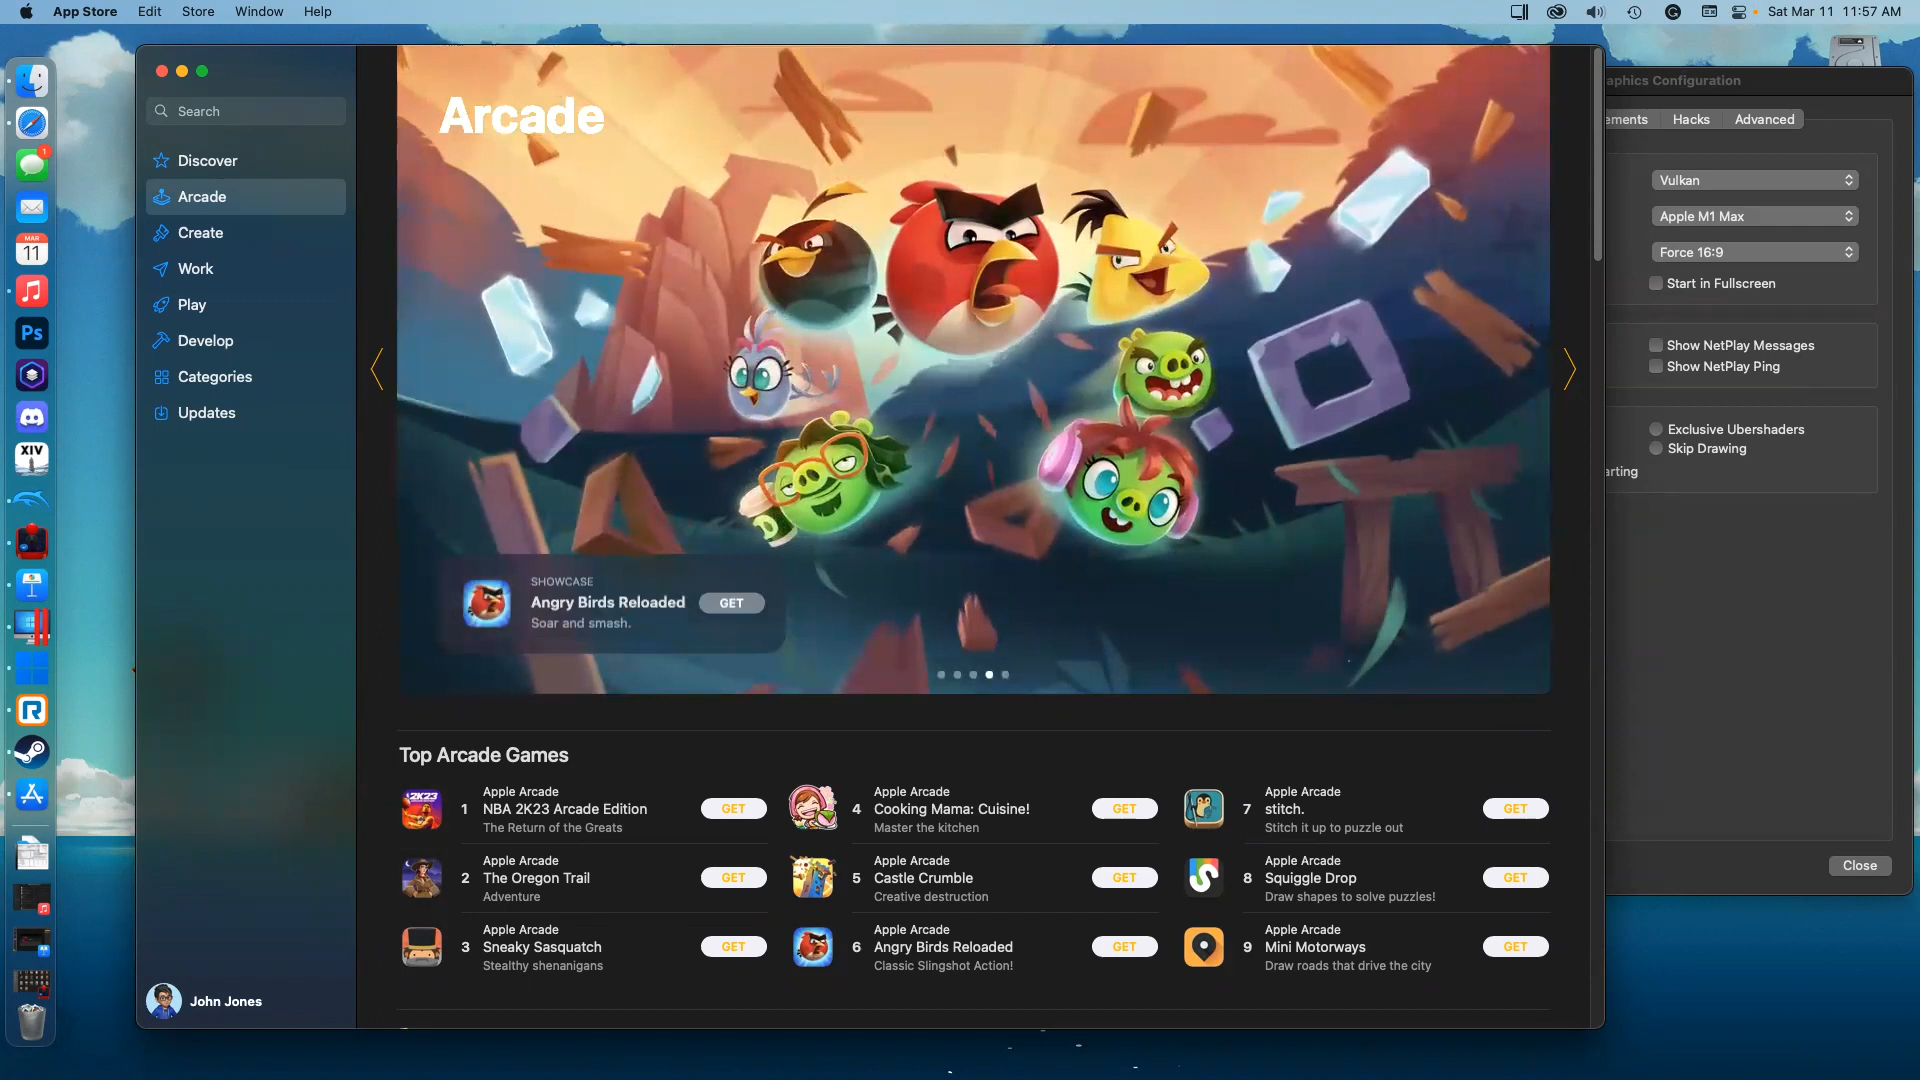 App Store Edit Store Window Help
Sat Mar 11 11:57 AM
Search
Discover
Arcade
Create
Work
Play
Develop
Categories
Updates
John Jones
1
MAR
11
Ps
XIV
Arcade
SHOWCASE
Angry Birds Reloaded
GET
Soar and smash.
Top Arcade Games
2K23
1
Apple Arcade
NBA 2K23 Arcade Edition
The Return of the Greats
GET
2
Apple Arcade
The Oregon Trail
Adventure
GET
3
Apple Arcade
Sneaky Sasquatch
Stealthy shenanigans
GET
4
Apple Arcade
Cooking Mama: Cuisine!
Master the kitchen
GET
5
Apple Arcade
Castle Crumble
Creative destruction
GET
6
Apple Arcade
Angry Birds Reloaded
Classic Slingshot Action!
GET
7
Apple Arcade
stitch.
Stitch it up to puzzle out
GET
8
Apple Arcade
Squiggle Drop
Draw shapes to solve puzzles!
GET
9
Apple Arcade
Mini Motorways
Draw roads that drive the city
GET
aphics Configuration
ements Hacks Advanced
Vulkan
Apple M1 Max
Force 16:9
Start in Fullscreen
Show NetPlay Messages
Show NetPlay Ping
Exclusive Ubershaders
Skip Drawing
arting
Close